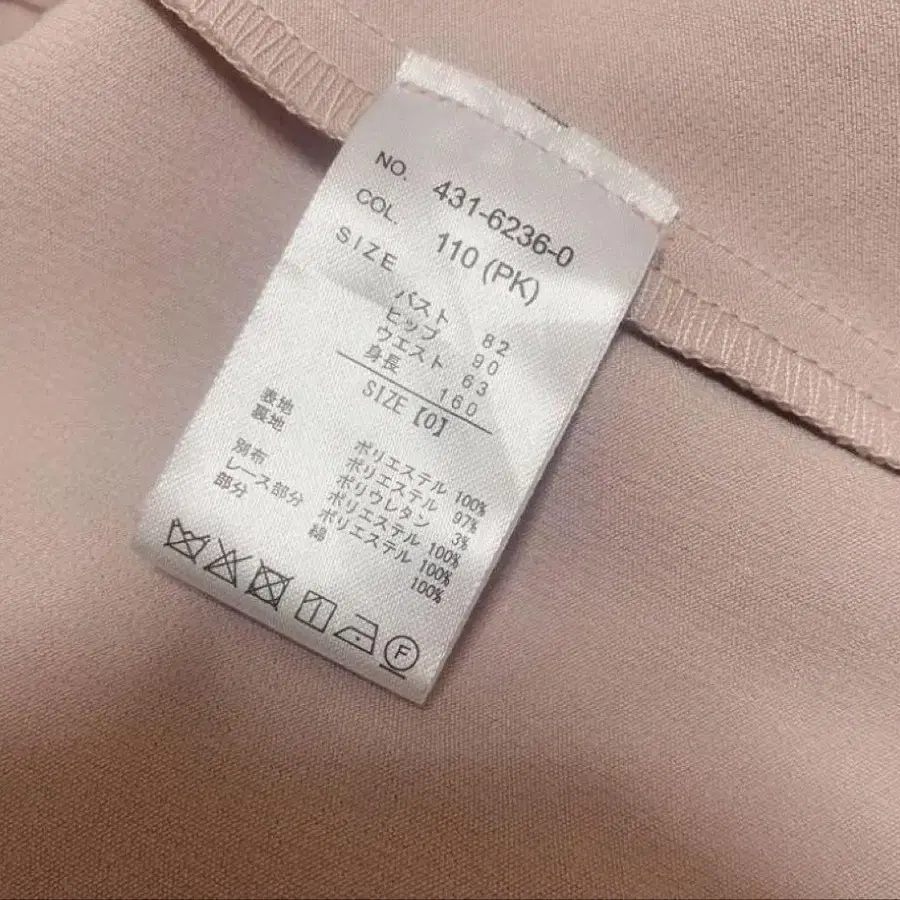 NO. 431-6236-0
COL. 110 (PK)
SIZE
バスト 82
ヒップ 90
ウエスト 63
身長 160
SIZE【0】
表地 ポリエステル 100%
裏地 ポリエステル 97%
ポリウレタン 3%
別布 ポリエステル 100%
レース部分 ポリエステル 100%
部分 綿 100%
F